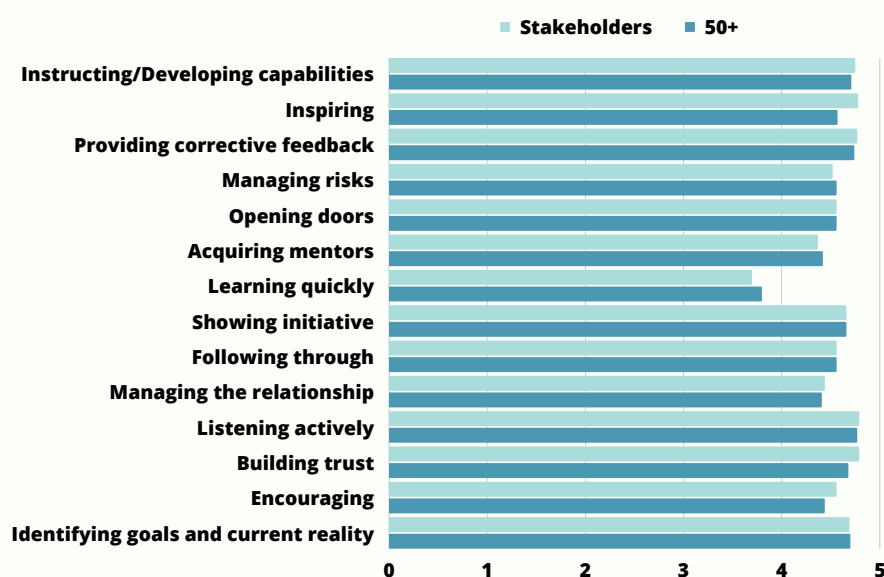 Stakeholders 50+
Instructing/Developing capabilities
Inspiring
Providing corrective feedback
Managing risks
Opening doors
Acquiring mentors
Learning quickly
Showing initiative
Following through
Managing the relationship
Listening actively
Building trust
Encouraging
Identifying goals and current reality
0 1 2 3 4 5